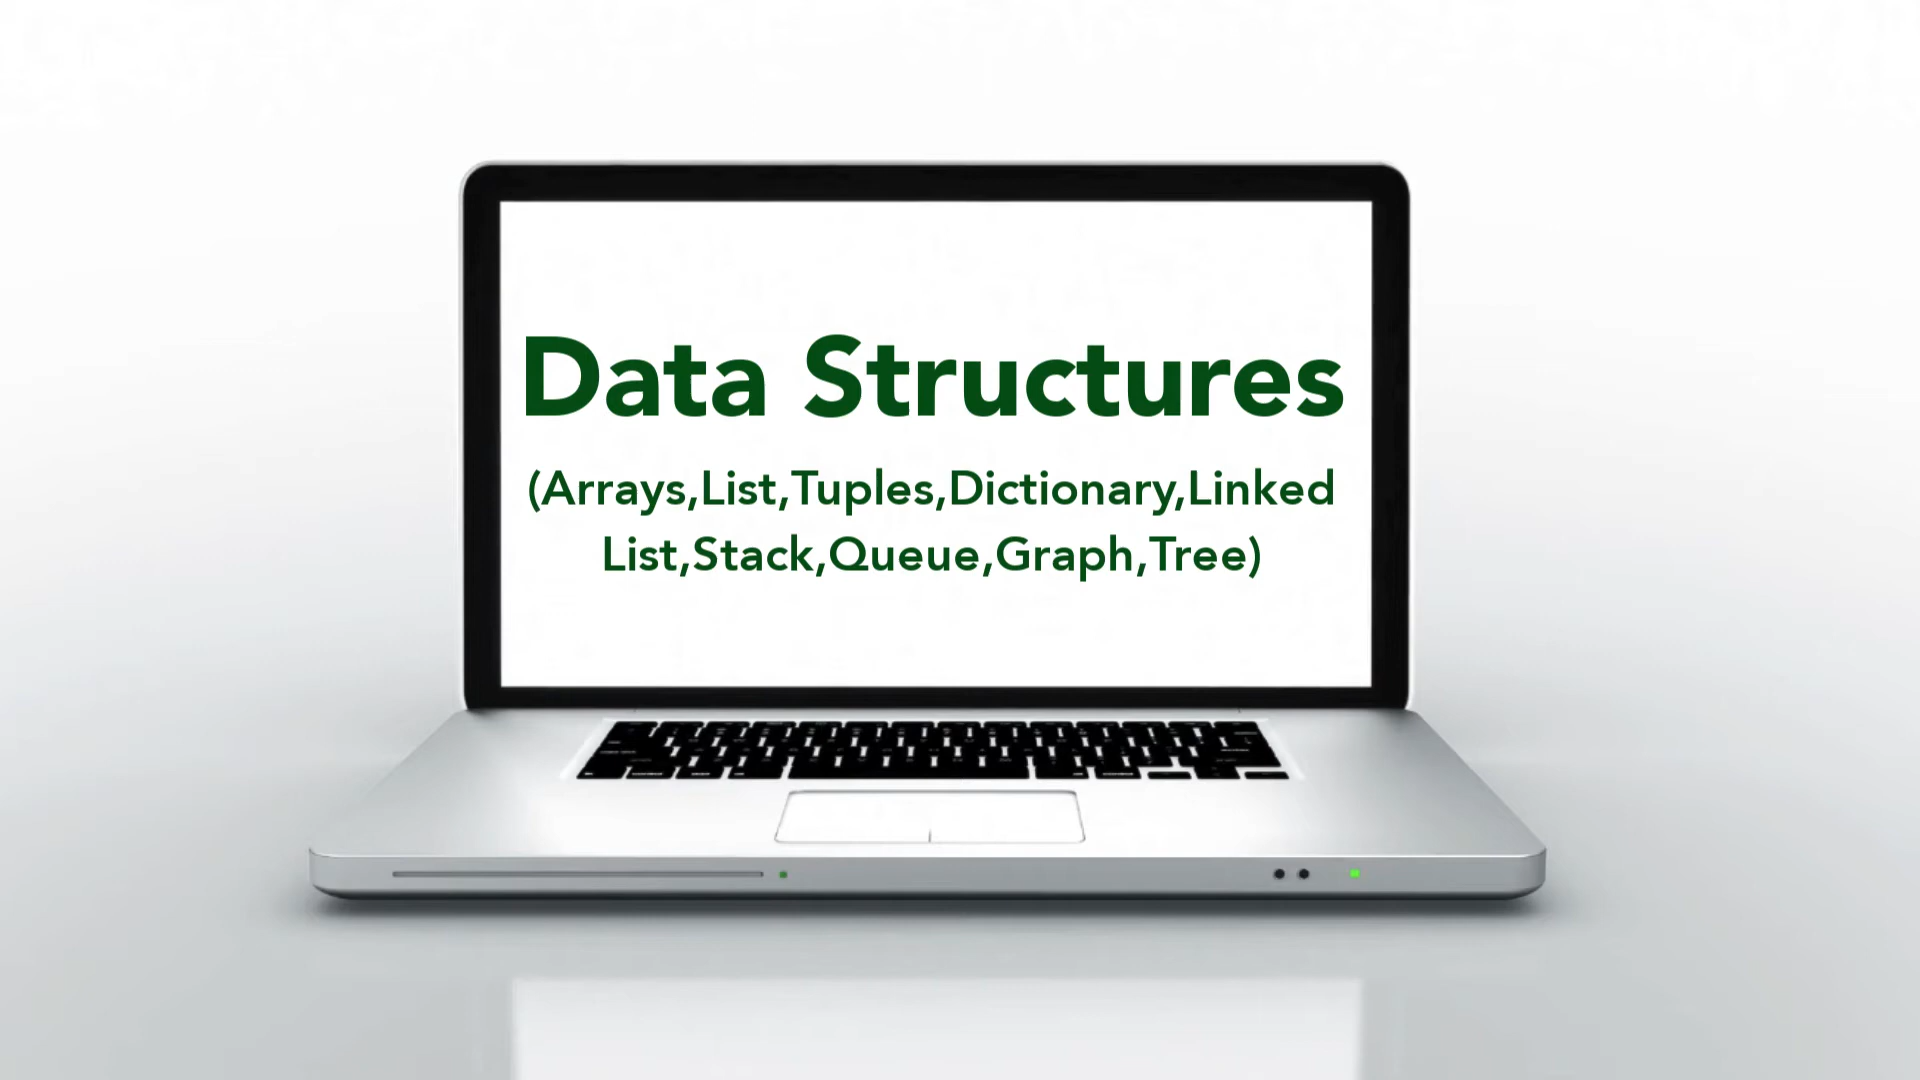 Data Structures
(Arrays,List,Tuples,Dictionary,Linked
List,Stack,Queue,Graph,Tree)